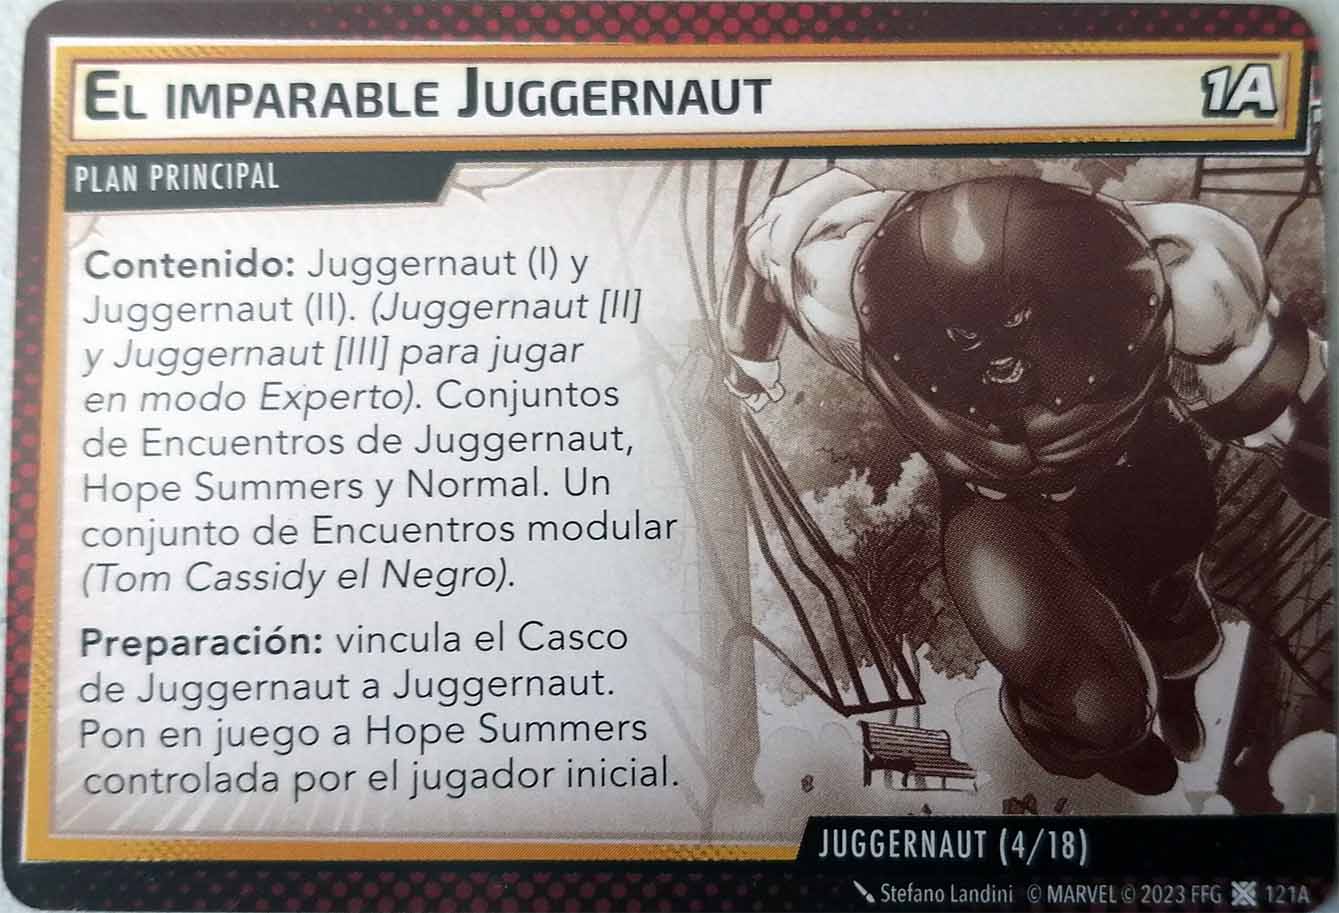 El imparable Juggernaut
1A
PLAN PRINCIPAL
Contenido: Juggernaut (I) y
Juggernaut (II). (Juggernaut [II]
y Juggernaut [III] para jugar
en modo Experto). Conjuntos
de Encuentros de Juggernaut,
Hope Summers y Normal. Un
conjunto de Encuentros modular
(Tom Cassidy el Negro).
Preparación: vincula el Casco
de Juggernaut a Juggernaut.
Pon en juego a Hope Summers
controlada por el jugador inicial.
JUGGERNAUT (4/18)
Stefano Landini © MARVEL © 2023 FFG 121A